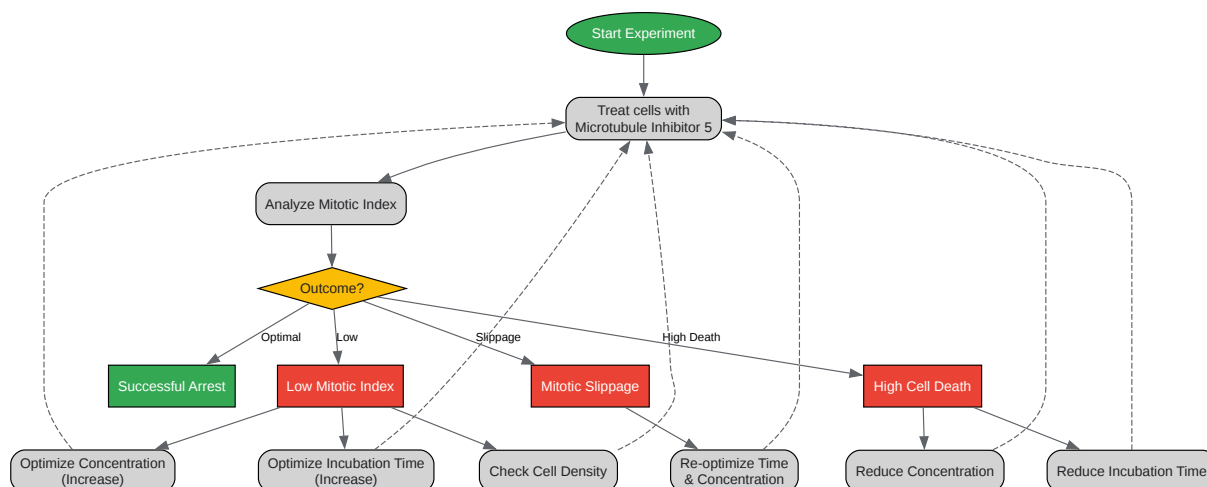 Start Experiment
Treat cells with
Microtubule Inhibitor 5
Analyze Mitotic Index
Outcome?
Optimal
Low
Slippage
High Death
Successful Arrest
Low Mitotic Index
Mitotic Slippage
High Cell Death
Optimize Concentration
(Increase)
Optimize Incubation Time
(Increase)
Check Cell Density
Re-optimize Time
& Concentration
Reduce Concentration
Reduce Incubation Time